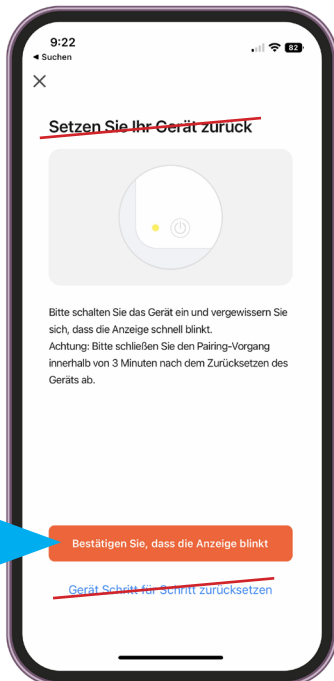 9:22
82
◀ Suchen
Setzen Sie Ihr Gerät zurück
Bitte schalten Sie das Gerät ein und vergewissern Sie
sich, dass die Anzeige schnell blinkt.
Achtung: Bitte schließen Sie den Pairing-Vorgang
innerhalb von 3 Minuten nach dem Zurücksetzen des
Geräts ab.
Bestätigen Sie, dass die Anzeige blinkt
Gerät Schritt für Schritt zurücksetzen